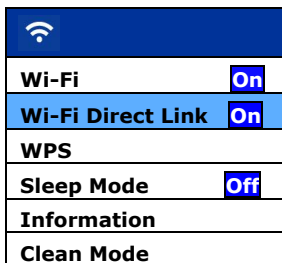 Wi-Fi On
Wi-Fi Direct Link On
WPS
Sleep Mode Off
Information
Clean Mode